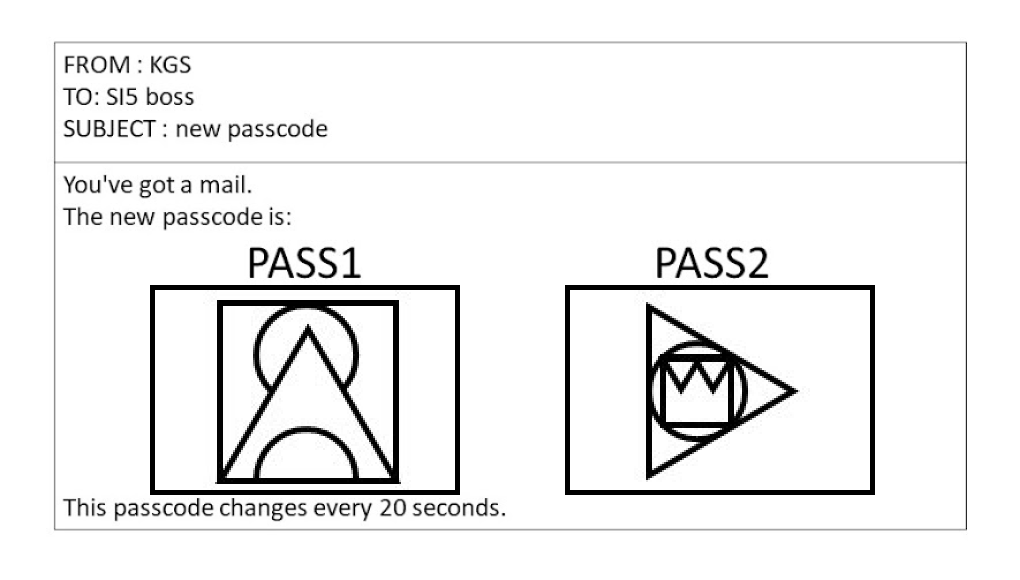 FROM : KGS
TO: SI5 boss
SUBJECT : new passcode
You've got a mail.
The new passcode is:
PASS1 PASS2
This passcode changes every 20 seconds.